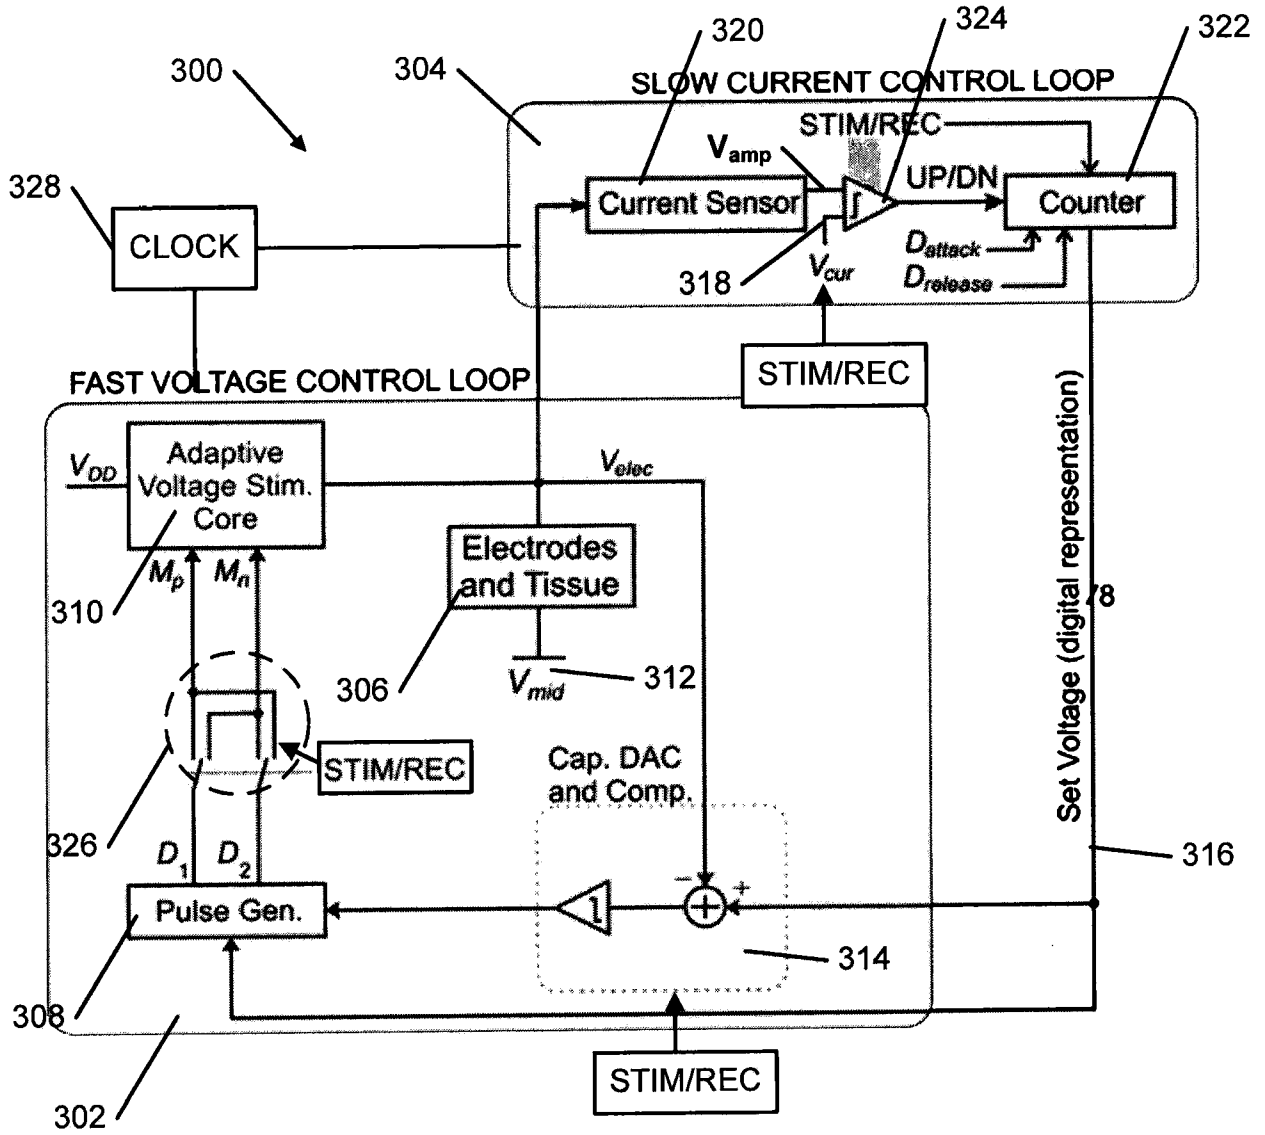 320
324
322
300
304
SLOW CURRENT CONTROL LOOP
STIM/REC
V_amp
328
UP/DN
Current Sensor
Counter
CLOCK
D_attack
318
V_cur
D_release
STIM/REC
FAST VOLTAGE CONTROL LOOP
V_DD
Adaptive
Voltage Stim.
Core
V_elec
Electrodes
and Tissue
M_p
M_n
310
8
Set Voltage (digital representation)
306
V_mid
312
STIM/REC
Cap. DAC
and Comp.
326
D_1
D_2
316
− +
+
Pulse Gen.
314
308
STIM/REC
302